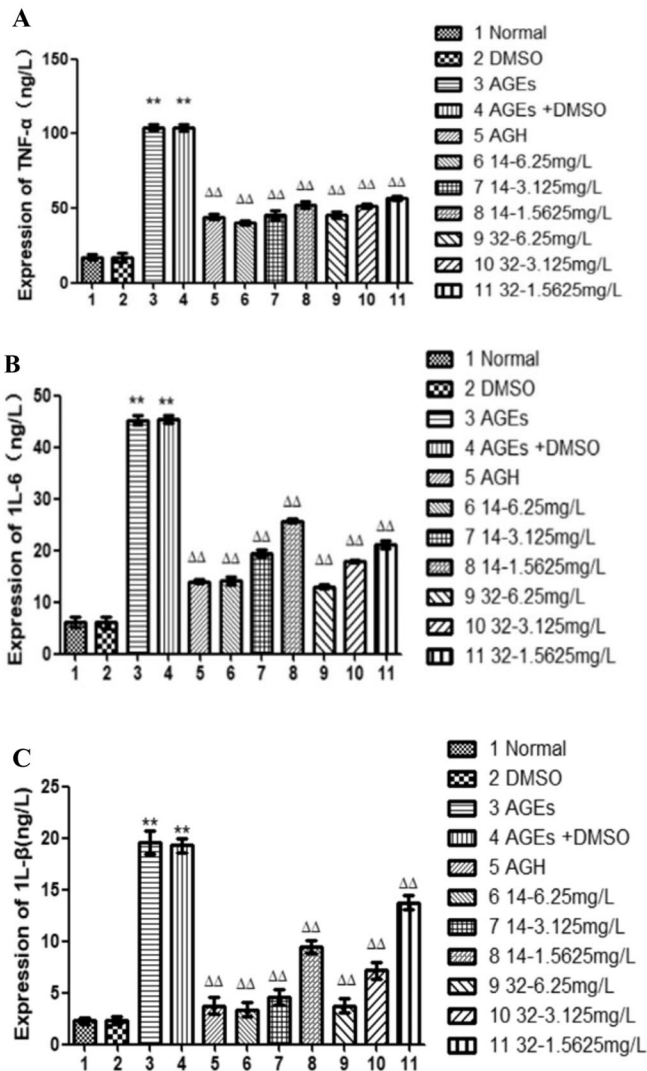 A
Expression of TNF-α（ng/L）
150
100
50
0
** **
ΔΔ ΔΔ ΔΔ ΔΔ ΔΔ ΔΔ ΔΔ
1 2 3 4 5 6 7 8 9 10 11
1 Normal
2 DMSO
3 AGEs
4 AGEs +DMSO
5 AGH
6 14-6.25mg/L
7 14-3.125mg/L
8 14-1.5625mg/L
9 32-6.25mg/L
10 32-3.125mg/L
11 32-1.5625mg/L
B
Expression of 1L-6（ng/L）
50
40
30
20
10
0
** **
ΔΔ ΔΔ ΔΔ ΔΔ ΔΔ ΔΔ ΔΔ
1 2 3 4 5 6 7 8 9 10 11
1 Normal
2 DMSO
3 AGEs
4 AGEs +DMSO
5 AGH
6 14-6.25mg/L
7 14-3.125mg/L
8 14-1.5625mg/L
9 32-6.25mg/L
10 32-3.125mg/L
11 32-1.5625mg/L
C
Expression of 1L-β(ng/L)
25
20
15
10
5
0
** **
ΔΔ ΔΔ ΔΔ ΔΔ ΔΔ ΔΔ ΔΔ
1 2 3 4 5 6 7 8 9 10 11
1 Normal
2 DMSO
3 AGEs
4 AGEs +DMSO
5 AGH
6 14-6.25mg/L
7 14-3.125mg/L
8 14-1.5625mg/L
9 32-6.25mg/L
10 32-3.125mg/L
11 32-1.5625mg/L